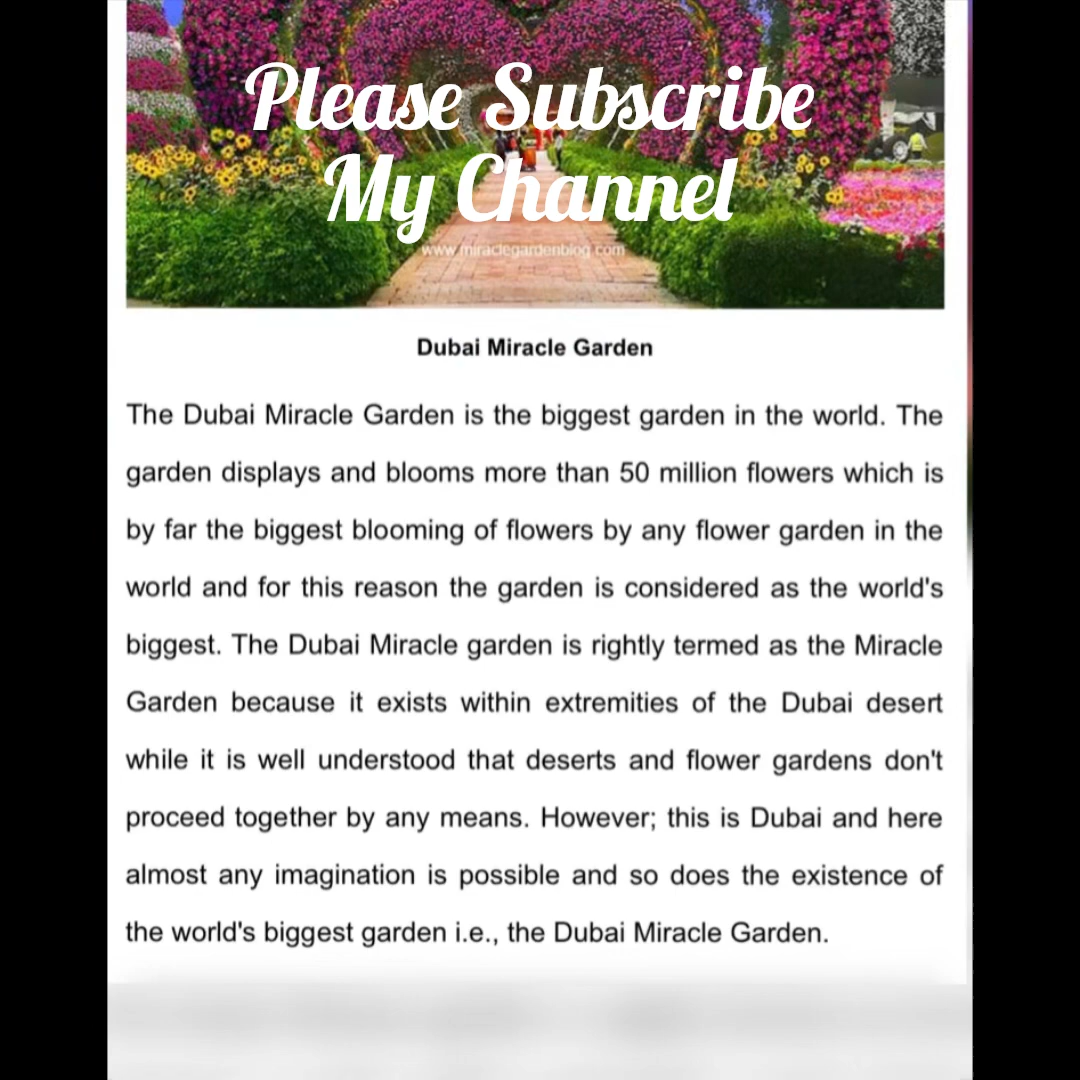 Please Subscribe
My Channel
www.miraclegardenblog.com
Dubai Miracle Garden
The Dubai Miracle Garden is the biggest garden in the world. The
garden displays and blooms more than 50 million flowers which is
by far the biggest blooming of flowers by any flower garden in the
world and for this reason the garden is considered as the world's
biggest. The Dubai Miracle garden is rightly termed as the Miracle
Garden because it exists within extremities of the Dubai desert
while it is well understood that deserts and flower gardens don't
proceed together by any means. However; this is Dubai and here
almost any imagination is possible and so does the existence of
the world's biggest garden i.e., the Dubai Miracle Garden.